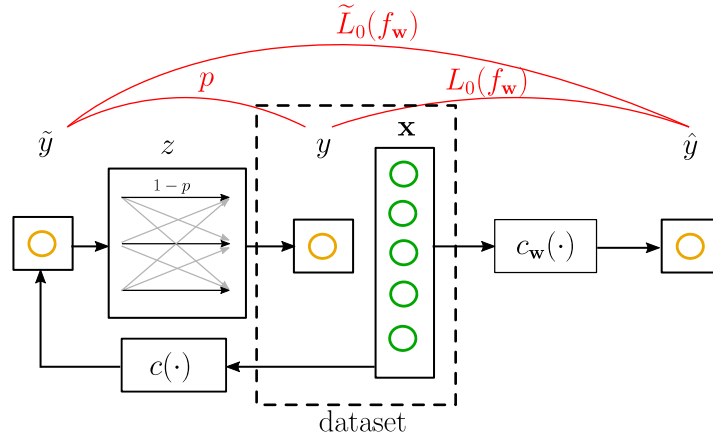 L̃₀(f_𝐰)
p
L₀(f_𝐰)
ỹ
z
y
𝐱
ŷ
1 − p
c_𝐰(·)
c(·)
dataset